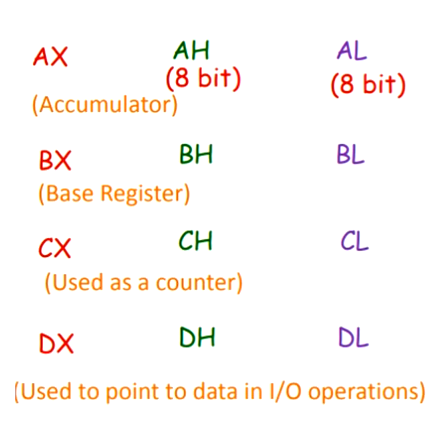 AX AH AL
(8 bit) (8 bit)
(Accumulator)
BX BH BL
(Base Register)
CX CH CL
(Used as a counter)
DX DH DL
(Used to point to data in I/O operations)